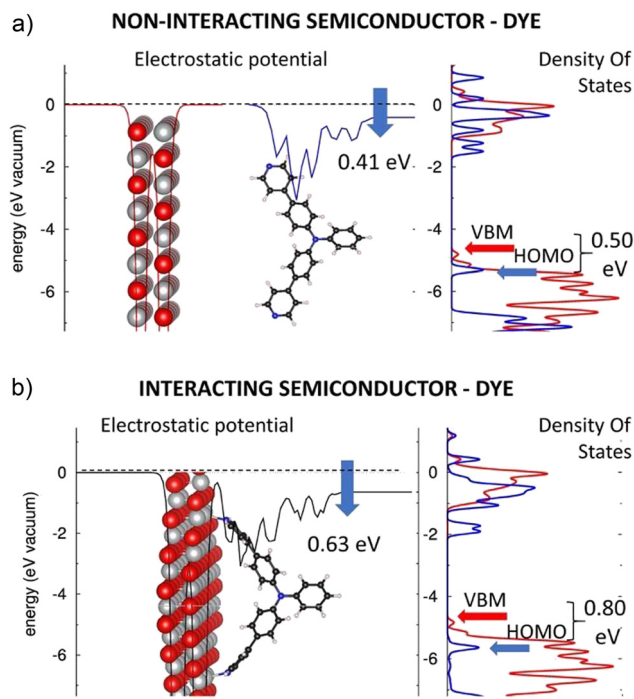 a)
NON-INTERACTING SEMICONDUCTOR - DYE
Electrostatic potential
Density Of
States
energy (eV vacuum)
0
-2
-4
-6
0.41 eV
0
-2
-4
-6
VBM
HOMO
0.50
eV
b)
INTERACTING SEMICONDUCTOR - DYE
Electrostatic potential
Density Of
States
energy (eV vacuum)
0
-2
-4
-6
0.63 eV
0
-2
-4
-6
VBM
HOMO
0.80
eV